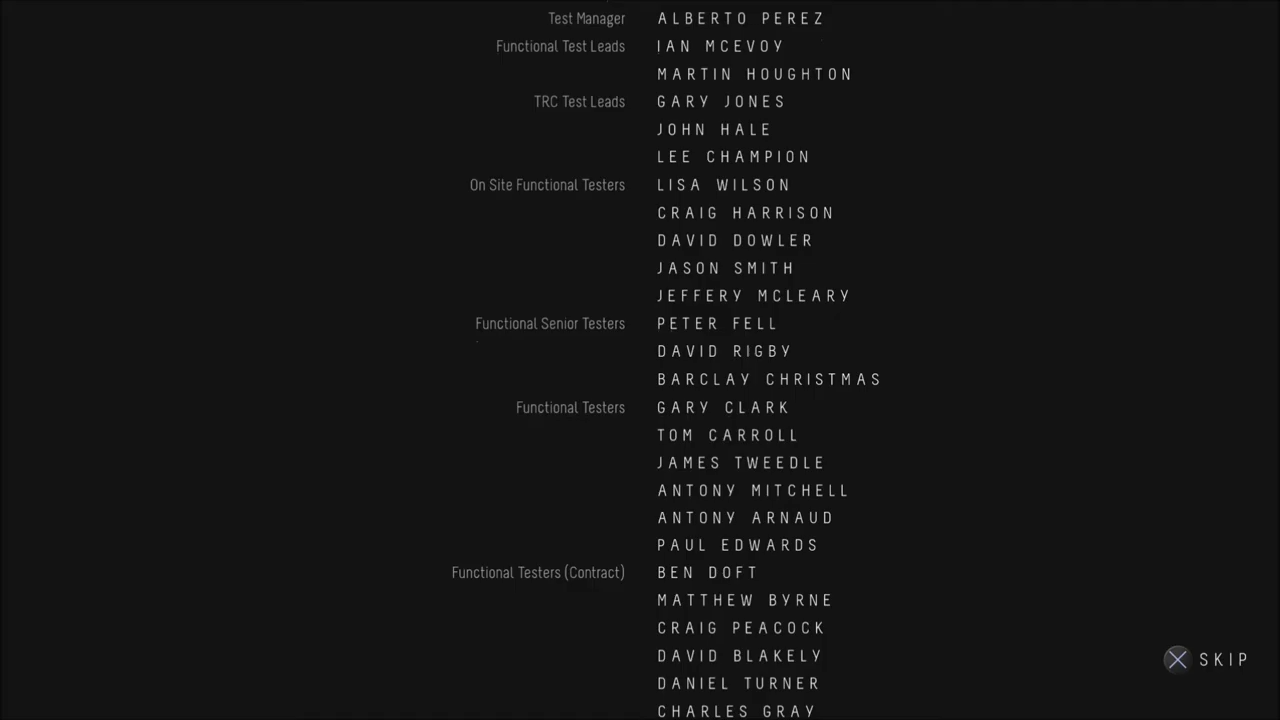 Test Manager ALBERTO PEREZ
Functional Test Leads IAN MCEVOY
MARTIN HOUGHTON
TRC Test Leads GARY JONES
JOHN HALE
LEE CHAMPION
On Site Functional Testers LISA WILSON
CRAIG HARRISON
DAVID DOWLER
JASON SMITH
JEFFERY MCLEARY
Functional Senior Testers PETER FELL
DAVID RIGBY
BARCLAY CHRISTMAS
Functional Testers GARY CLARK
TOM CARROLL
JAMES TWEEDLE
ANTONY MITCHELL
ANTONY ARNAUD
PAUL EDWARDS
Functional Testers (Contract) BEN DOFT
MATTHEW BYRNE
CRAIG PEACOCK
DAVID BLAKELY
SKIP
DANIEL TURNER
CHARLES GRAY